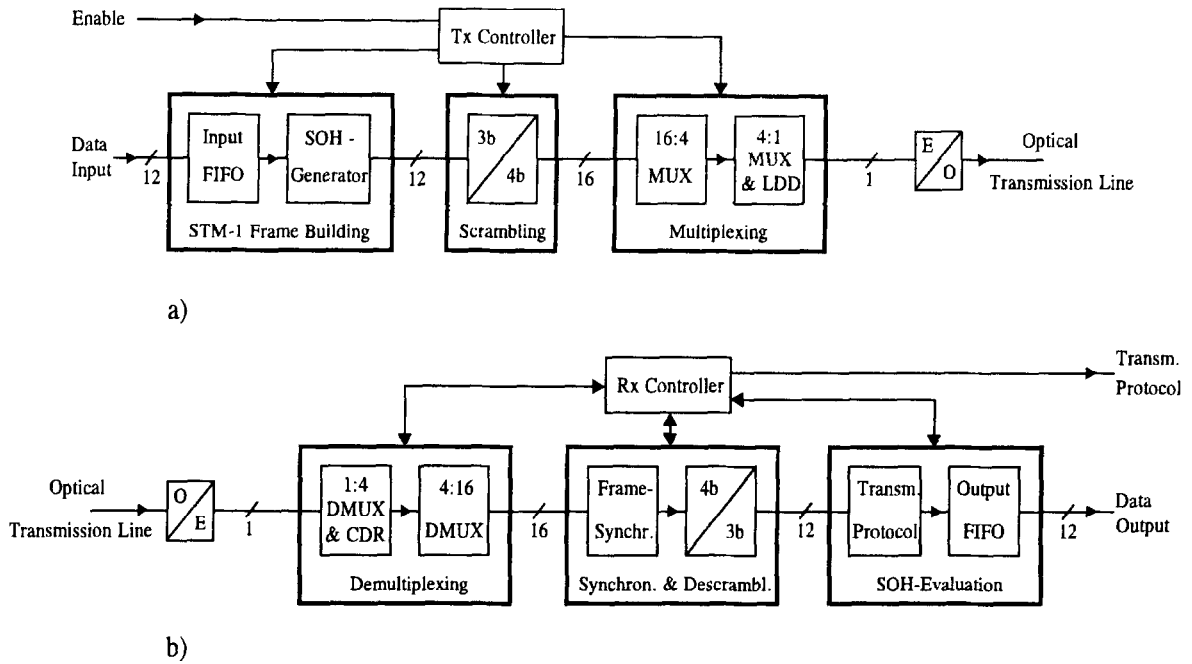 Enable
Tx Controller
Data
Input
12
Input
FIFO
SOH -
Generator
STM-1 Frame Building
12
3b
4b
Scrambling
16
16:4
MUX
4:1
MUX
& LDD
Multiplexing
1
E
O
Optical
Transmission Line
a)
Rx Controller
Transm.
Protocol
Optical
Transmission Line
O
E
1
1:4
DMUX
& CDR
4:16
DMUX
Demultiplexing
16
Frame-
Synchr.
4b
3b
Synchron. & Descrambl.
12
Transm.
Protocol
Output
FIFO
SOH-Evaluation
12
Data
Output
b)